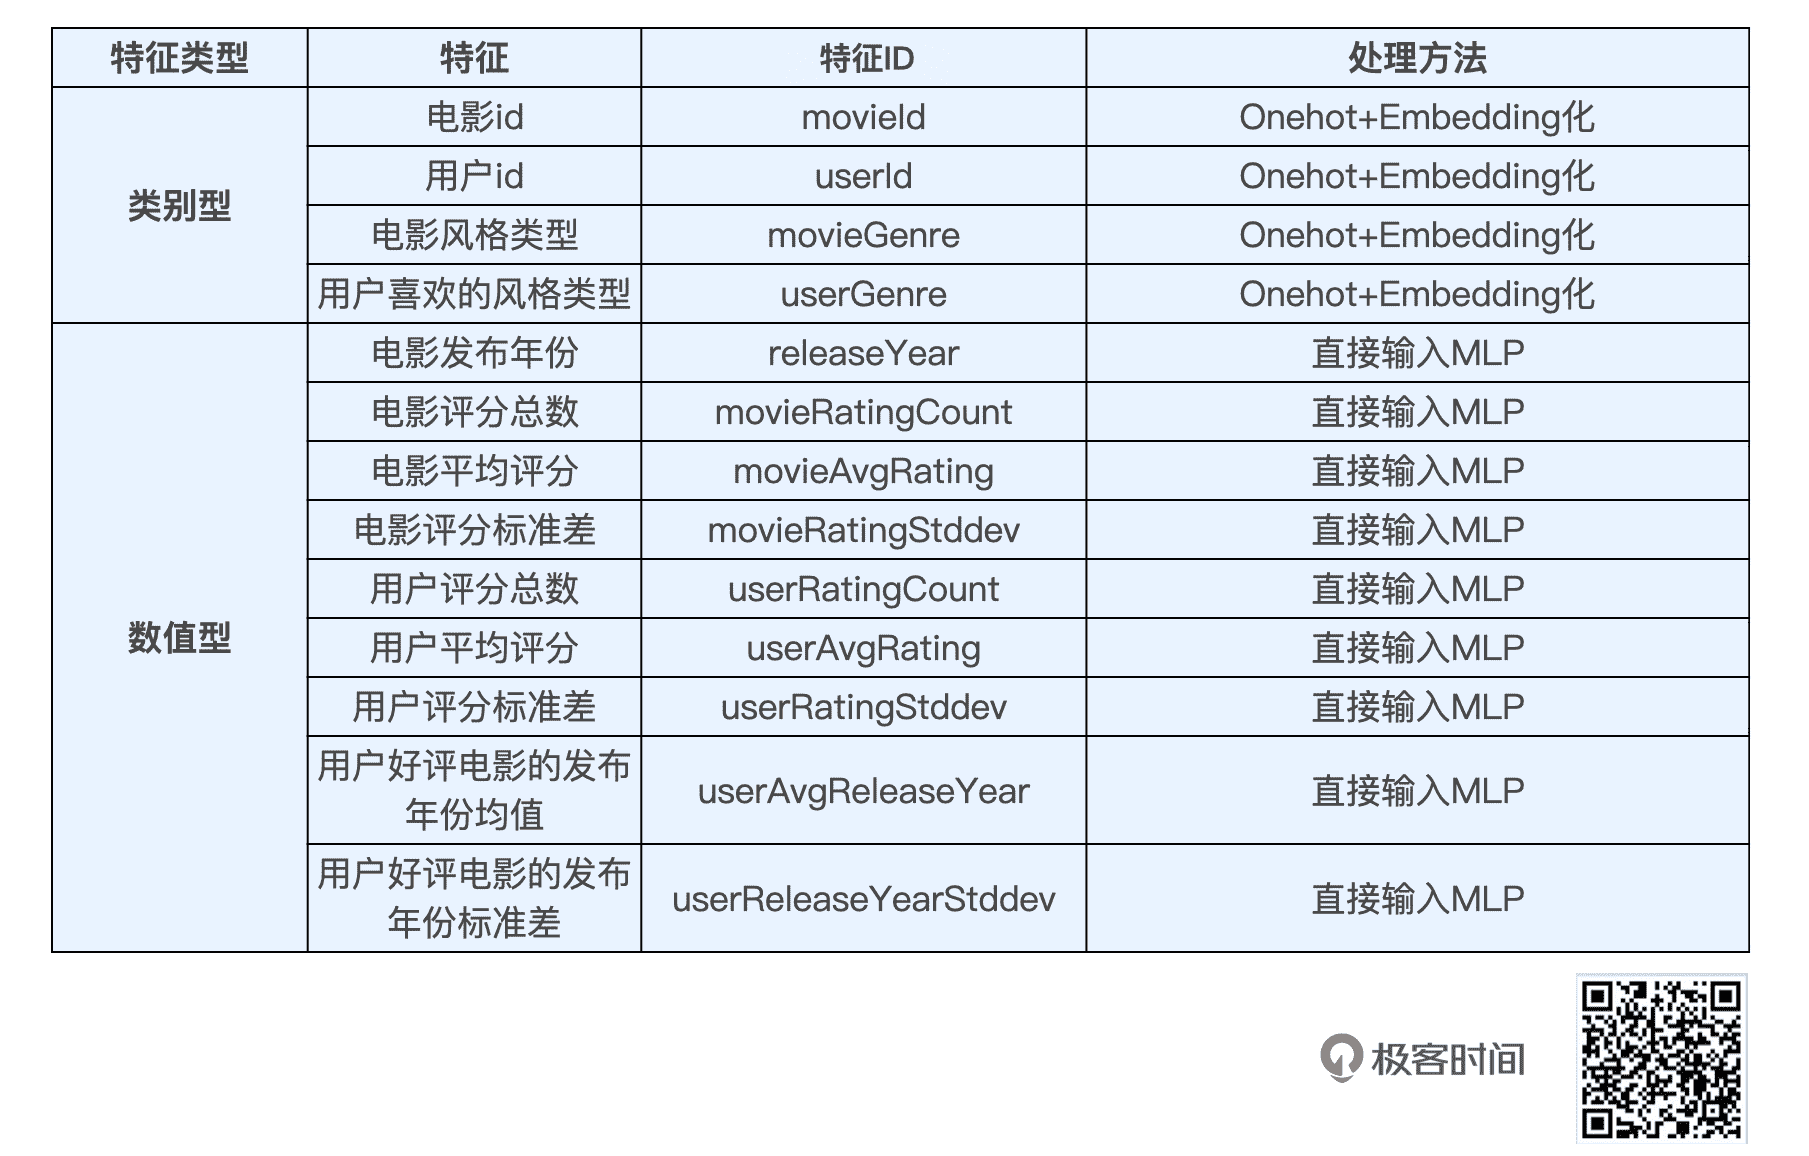 特征类型 特征 特征ID 处理方法
类别型
电影id movieId Onehot+Embedding化
用户id userId Onehot+Embedding化
电影风格类型 movieGenre Onehot+Embedding化
用户喜欢的风格类型 userGenre Onehot+Embedding化
数值型
电影发布年份 releaseYear 直接输入MLP
电影评分总数 movieRatingCount 直接输入MLP
电影平均评分 movieAvgRating 直接输入MLP
电影评分标准差 movieRatingStddev 直接输入MLP
用户评分总数 userRatingCount 直接输入MLP
用户平均评分 userAvgRating 直接输入MLP
用户评分标准差 userRatingStddev 直接输入MLP
用户好评电影的发布
年份均值 userAvgReleaseYear 直接输入MLP
用户好评电影的发布
年份标准差 userReleaseYearStddev 直接输入MLP
极客时间